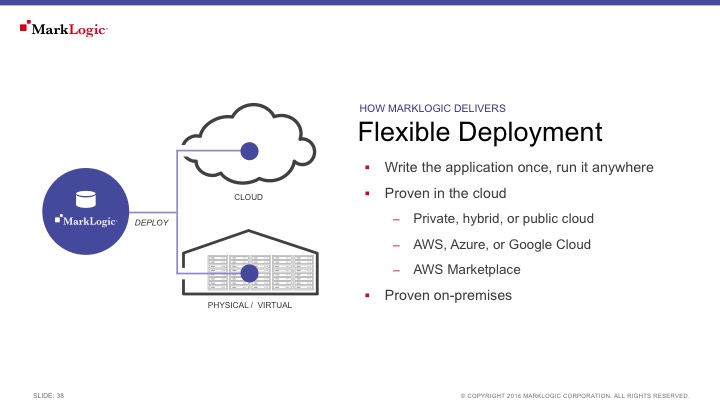 MarkLogic
HOW MARKLOGIC DELIVERS
Flexible Deployment
▪ Write the application once, run it anywhere
▪ Proven in the cloud
– Private, hybrid, or public cloud
– AWS, Azure, or Google Cloud
– AWS Marketplace
▪ Proven on-premises
CLOUD
MarkLogic
DEPLOY
PHYSICAL / VIRTUAL
SLIDE: 38
© COPYRIGHT 2016 MARKLOGIC CORPORATION. ALL RIGHTS RESERVED.